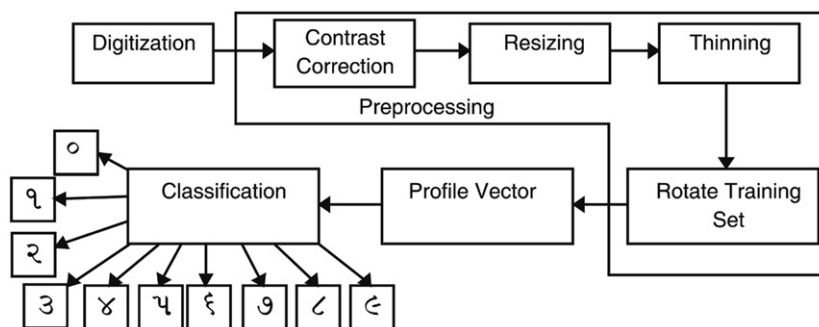 Digitization
Contrast
Correction
Resizing
Thinning
Preprocessing
૦
૧
૨
Classification
Profile Vector
Rotate Training
Set
૩ ૪ ૫ ૬ ૭ ૮ ૯